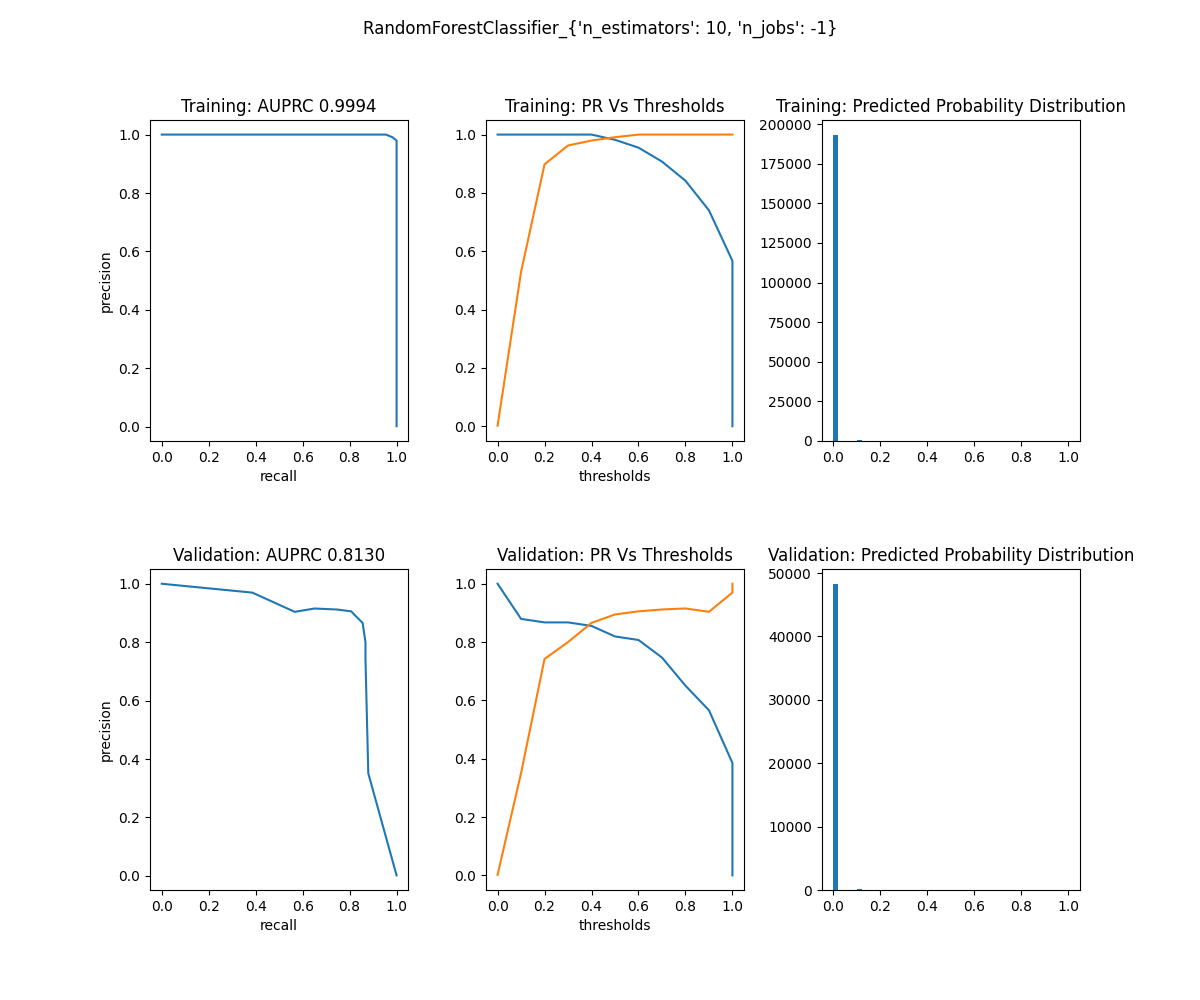 RandomForestClassifier_{'n_estimators': 10, 'n_jobs': -1}
Training: AUPRC 0.9994
precision
1.0
0.8
0.6
0.4
0.2
0.0
0.0 0.2 0.4 0.6 0.8 1.0
recall
Training: PR Vs Thresholds
1.0
0.8
0.6
0.4
0.2
0.0
0.0 0.2 0.4 0.6 0.8 1.0
thresholds
Training: Predicted Probability Distribution
200000
175000
150000
125000
100000
75000
50000
25000
0
0.0 0.2 0.4 0.6 0.8 1.0
Validation: AUPRC 0.8130
precision
1.0
0.8
0.6
0.4
0.2
0.0
0.0 0.2 0.4 0.6 0.8 1.0
recall
Validation: PR Vs Thresholds
1.0
0.8
0.6
0.4
0.2
0.0
0.0 0.2 0.4 0.6 0.8 1.0
thresholds
Validation: Predicted Probability Distribution
50000
40000
30000
20000
10000
0
0.0 0.2 0.4 0.6 0.8 1.0